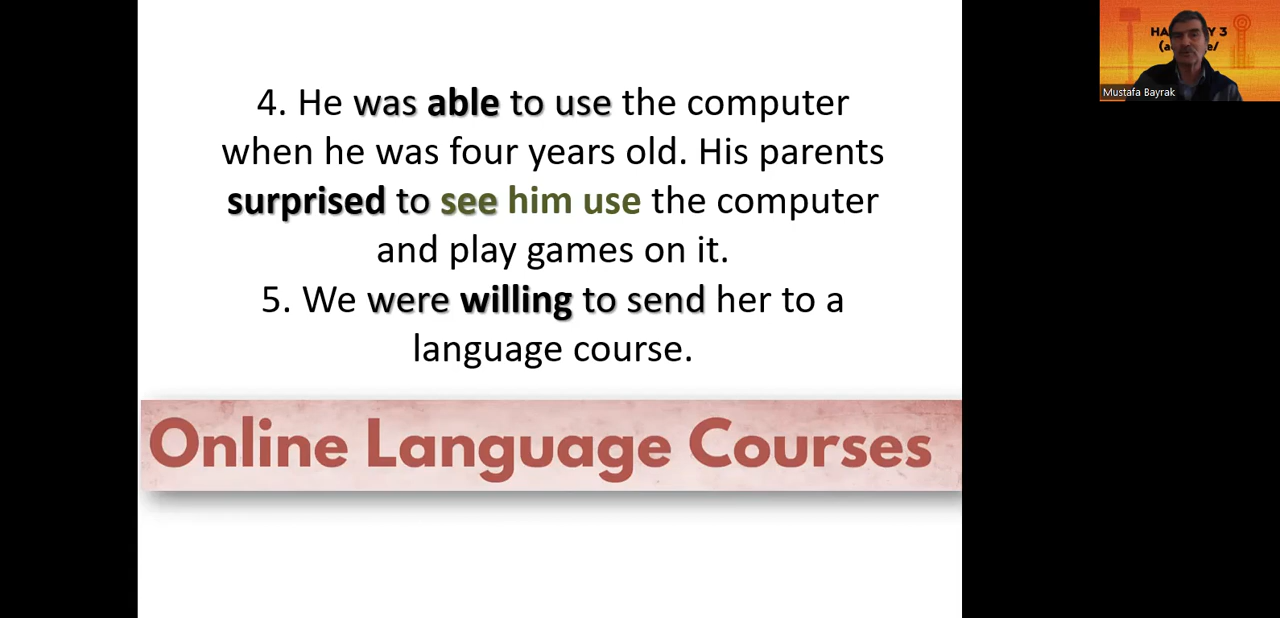 4. He was able to use the computer
when he was four years old. His parents
surprised to see him use the computer
and play games on it.
5. We were willing to send her to a
language course.
Online Language Courses
Mustafa Bayrak